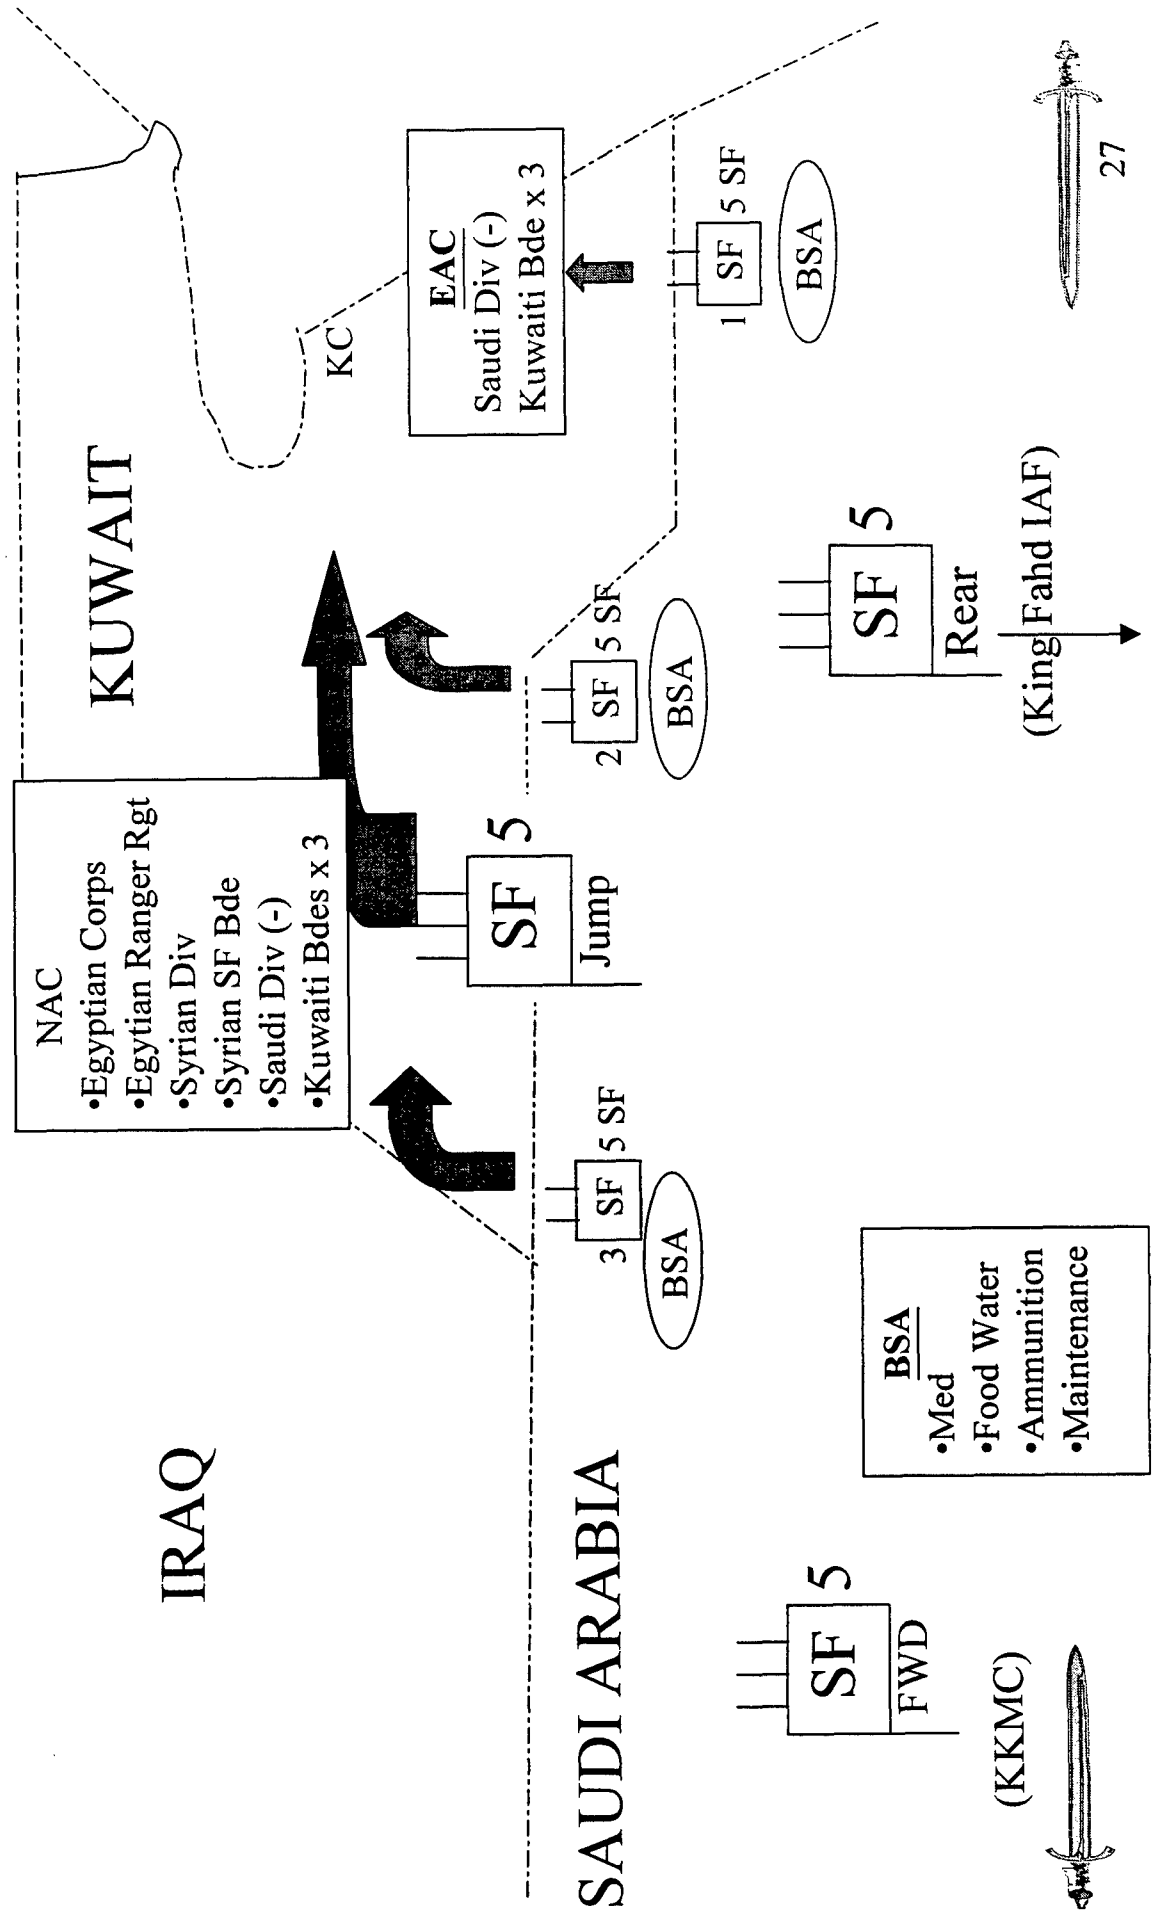 IRAQ
KUWAIT
NAC
•Egyptian Corps
•Egytian Ranger Rgt
•Syrian Div
•Syrian SF Bde
•Saudi Div (-)
•Kuwaiti Bdes x 3
KC
EAC
Saudi Div (-)
Kuwaiti Bde x 3
SAUDI ARABIA
3 SF 5 SF
BSA
SF 5
Jump
2 SF 5 SF
BSA
1 SF 5 SF
BSA
SF 5
FWD
(KKMC)
BSA
•Med
•Food Water
•Ammunition
•Maintenance
SF 5
Rear
(King Fahd IAF)
27